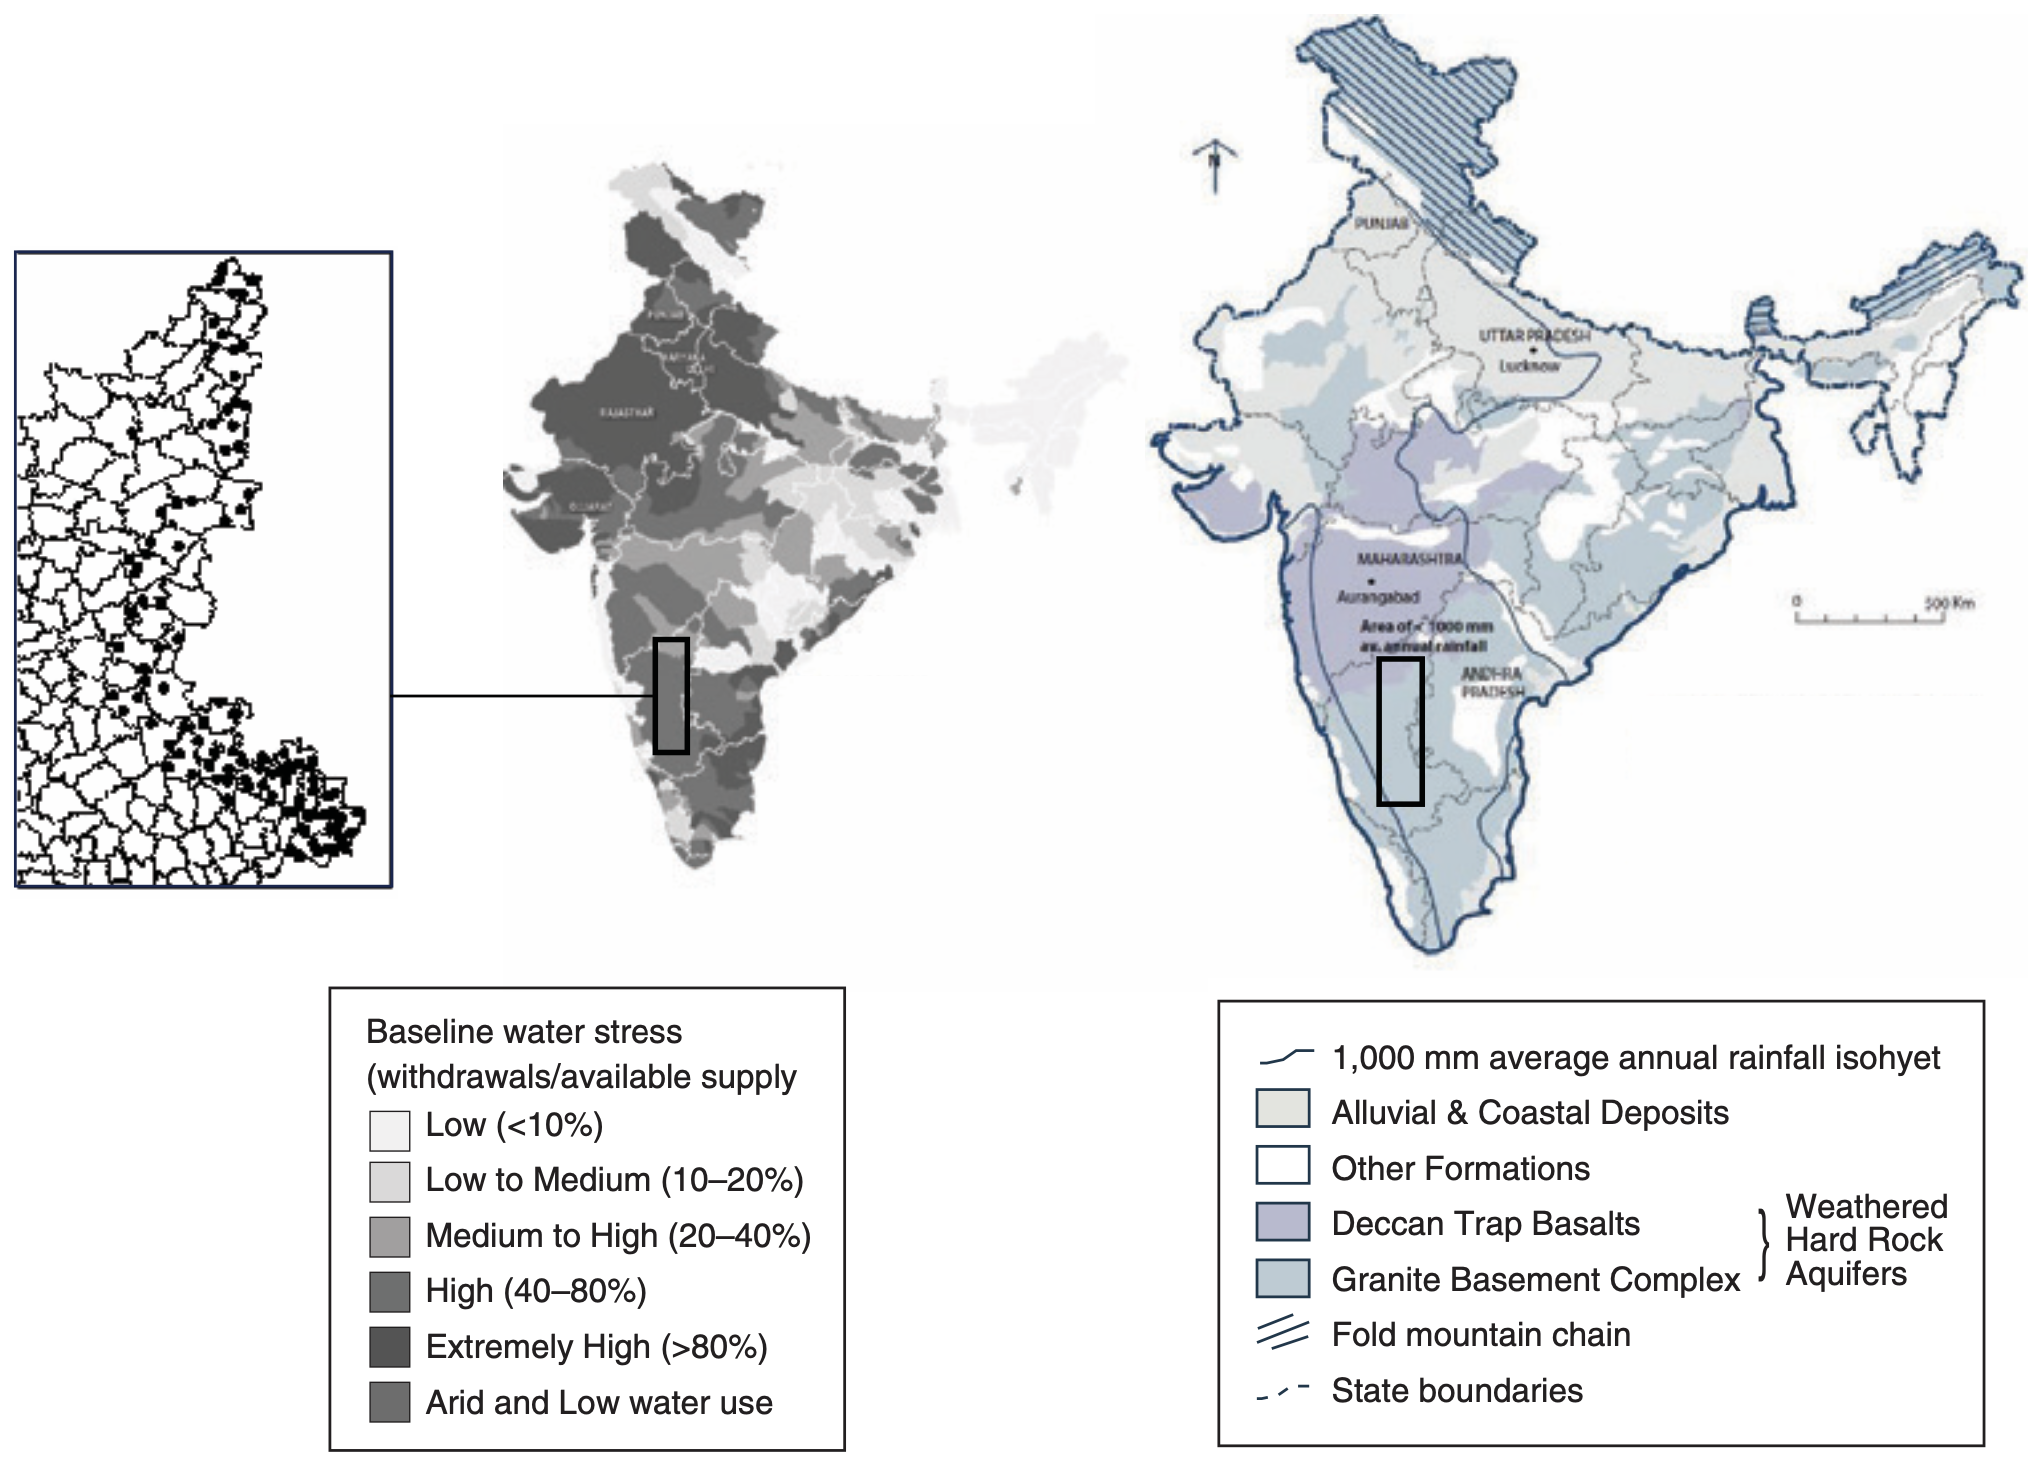 N
PUNJAB
UTTAR PRADESH
Lucknow
MAHARASHTRA
Aurangabad
Area of < 1000 mm
av. annual rainfall
ANDHRA
PRADESH
0 500 Km
PUNJAB
HARYANA
DELHI
RAJASTHAN
GUJARAT
Baseline water stress
(withdrawals/available supply
Low (<10%)
Low to Medium (10–20%)
Medium to High (20–40%)
High (40–80%)
Extremely High (>80%)
Arid and Low water use
1,000 mm average annual rainfall isohyet
Alluvial & Coastal Deposits
Other Formations
Deccan Trap Basalts
Granite Basement Complex
Weathered
Hard Rock
Aquifers
Fold mountain chain
State boundaries